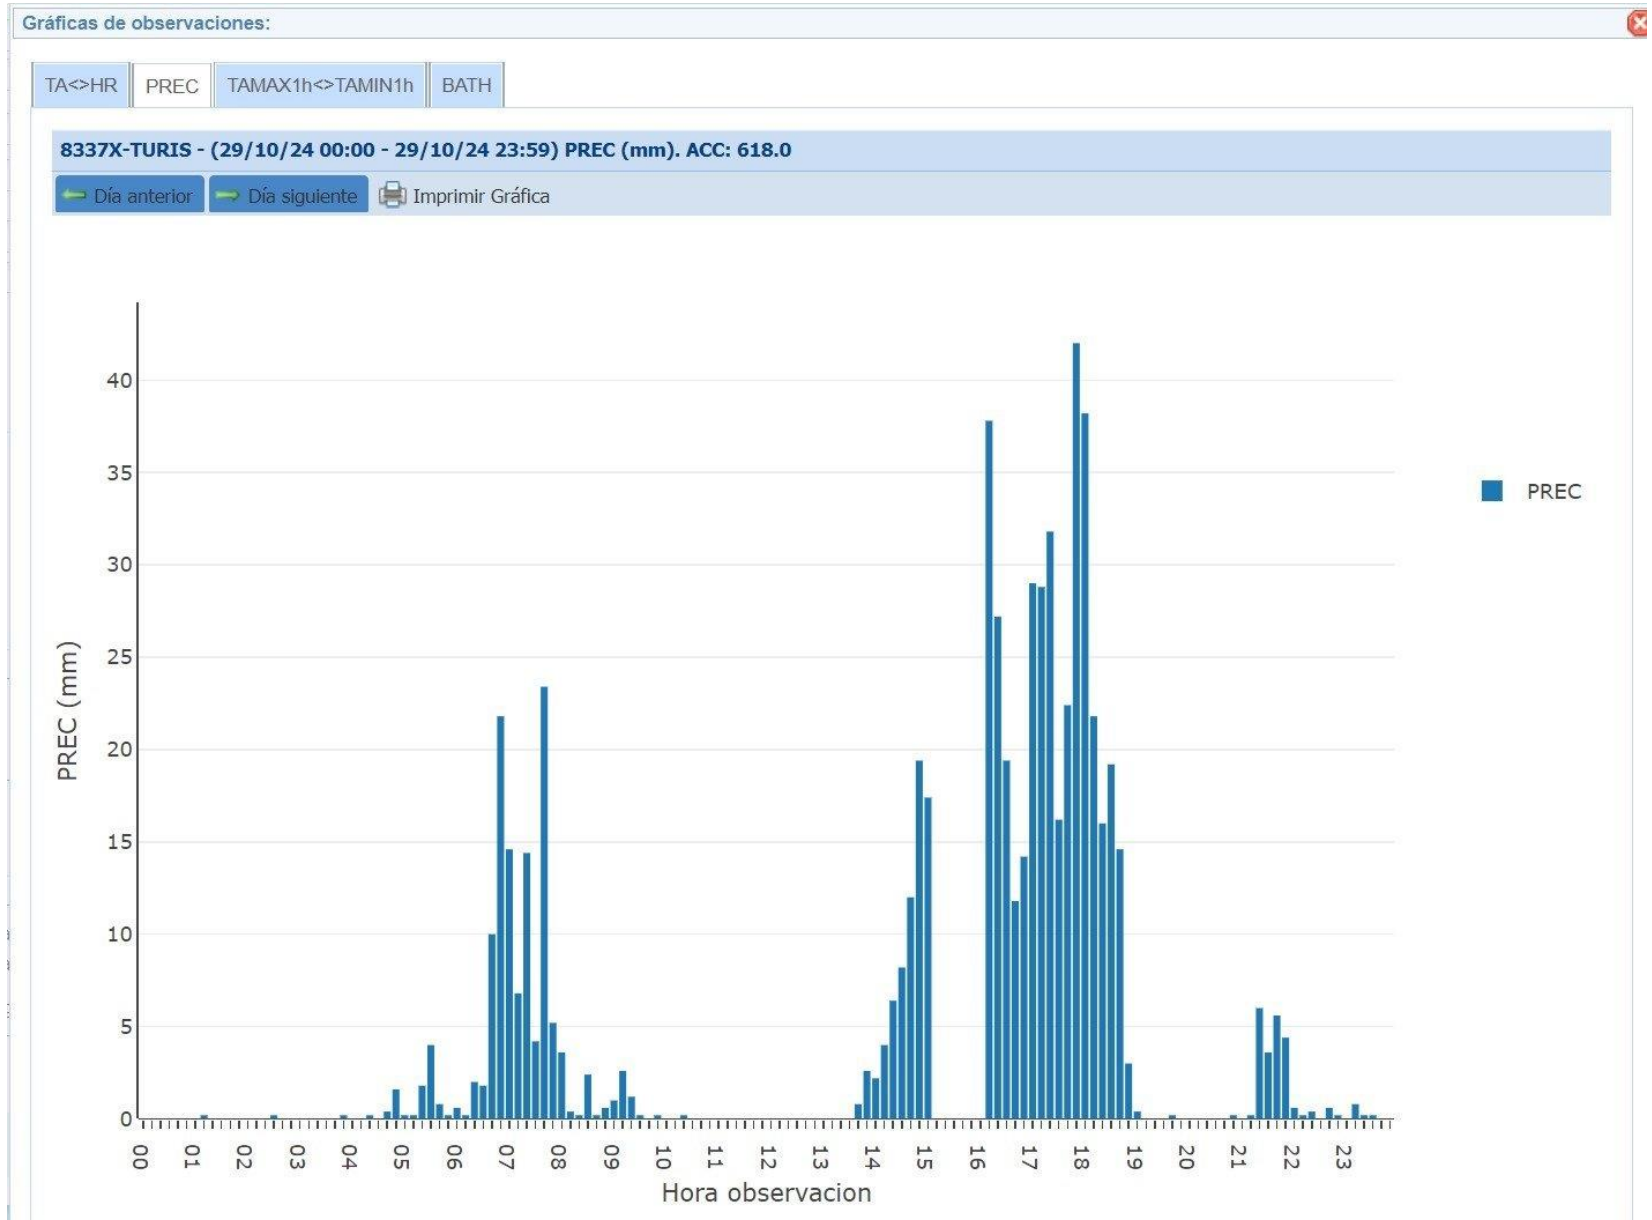 Gráficas de observaciones:
TA<>HR PREC TAMAX1h<>TAMIN1h BATH
8337X-TURIS - (29/10/24 00:00 - 29/10/24 23:59) PREC (mm). ACC: 618.0
Día anterior Día siguiente Imprimir Gráfica
40
35
30
25
20
15
10
5
0
PREC (mm)
PREC
00 01 02 03 04 05 06 07 08 09 10 11 12 13 14 15 16 17 18 19 20 21 22 23
Hora observacion